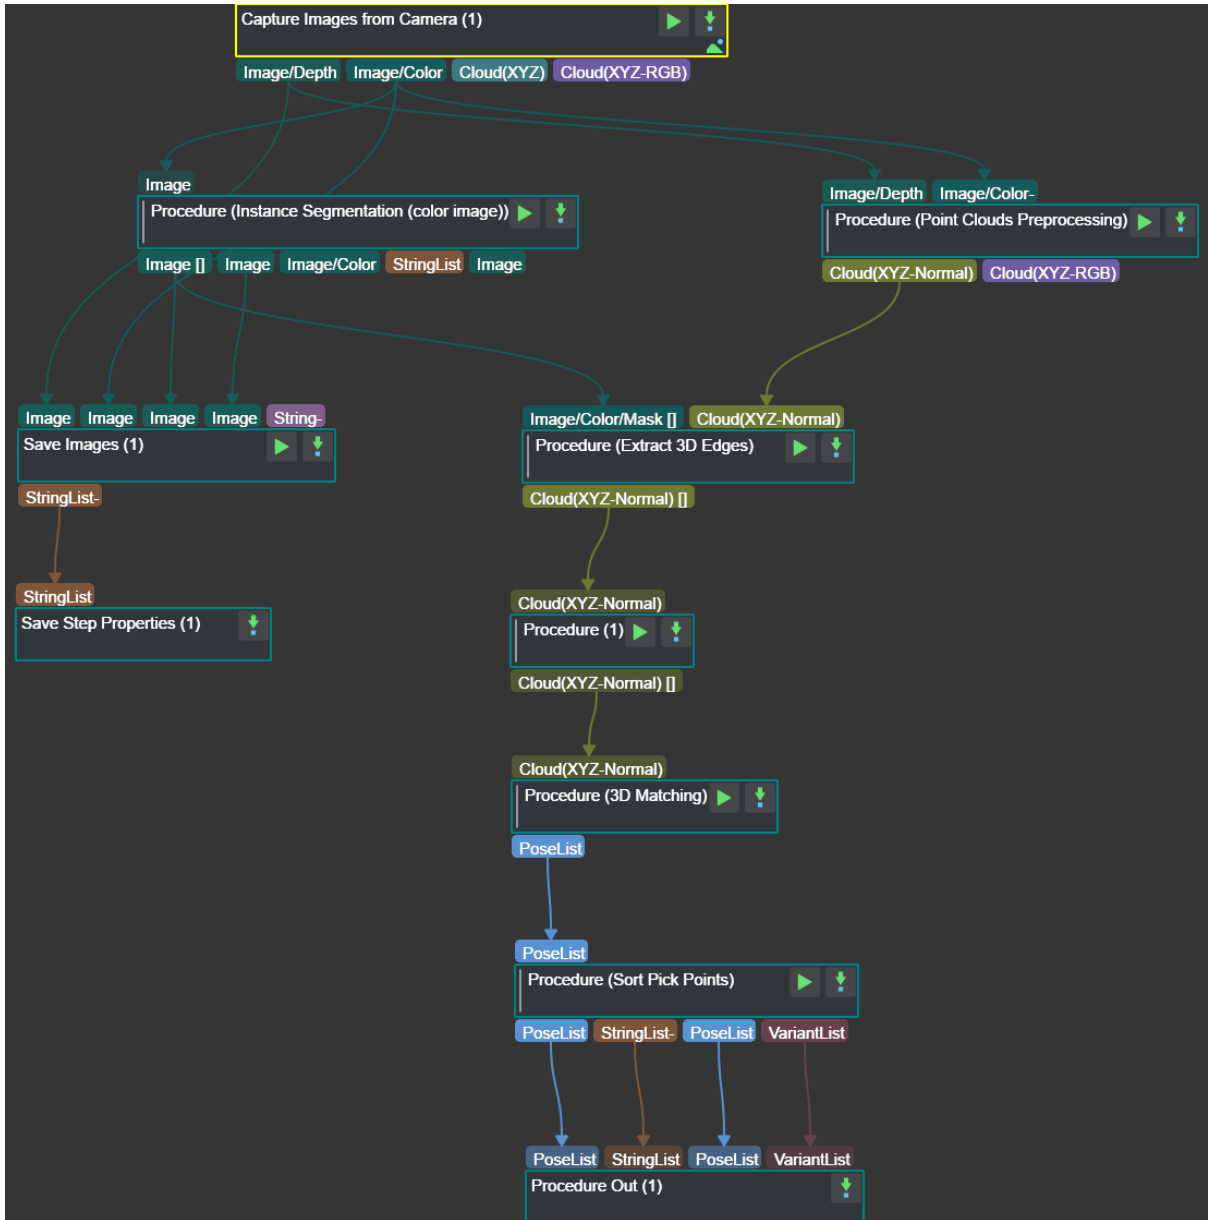 Capture Images from Camera (1)
Image/Depth Image/Color Cloud(XYZ) Cloud(XYZ-RGB)
Image
Procedure (Instance Segmentation (color image))
Image [] Image Image/Color StringList Image
Image/Depth Image/Color-
Procedure (Point Clouds Preprocessing)
Cloud(XYZ-Normal) Cloud(XYZ-RGB)
Image Image Image Image String-
Save Images (1)
StringList-
StringList
Save Step Properties (1)
Image/Color/Mask [] Cloud(XYZ-Normal)
Procedure (Extract 3D Edges)
Cloud(XYZ-Normal) []
Cloud(XYZ-Normal)
Procedure (1)
Cloud(XYZ-Normal) []
Cloud(XYZ-Normal)
Procedure (3D Matching)
PoseList
PoseList
Procedure (Sort Pick Points)
PoseList StringList- PoseList VariantList
PoseList StringList PoseList VariantList
Procedure Out (1)